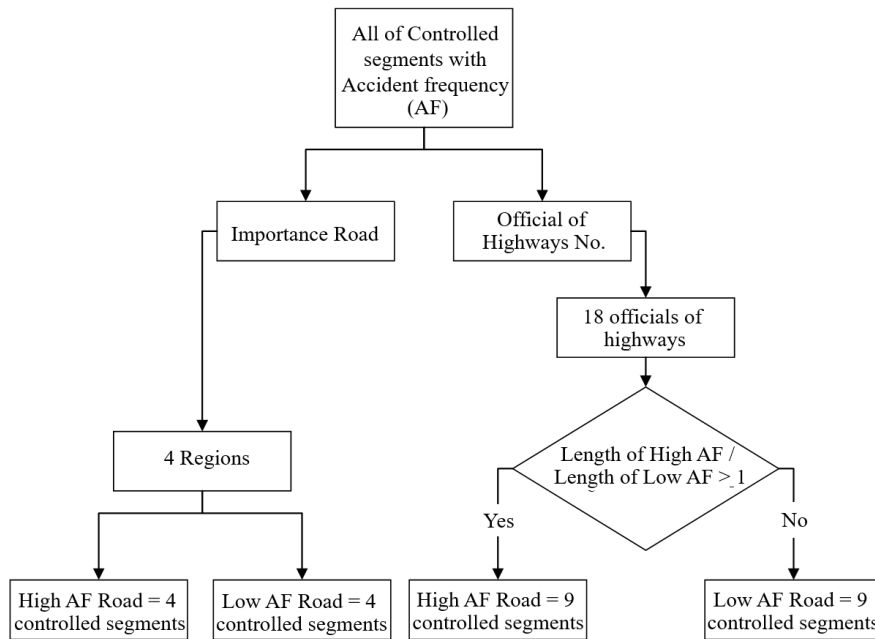 All of Controlled
segments with
Accident frequency
(AF)
Importance Road
Official of
Highways No.
18 officials of
highways
4 Regions
Length of High AF /
Length of Low AF > 1
Yes
No
High AF Road = 4
controlled segments
Low AF Road = 4
controlled segments
High AF Road = 9
controlled segments
Low AF Road = 9
controlled segments